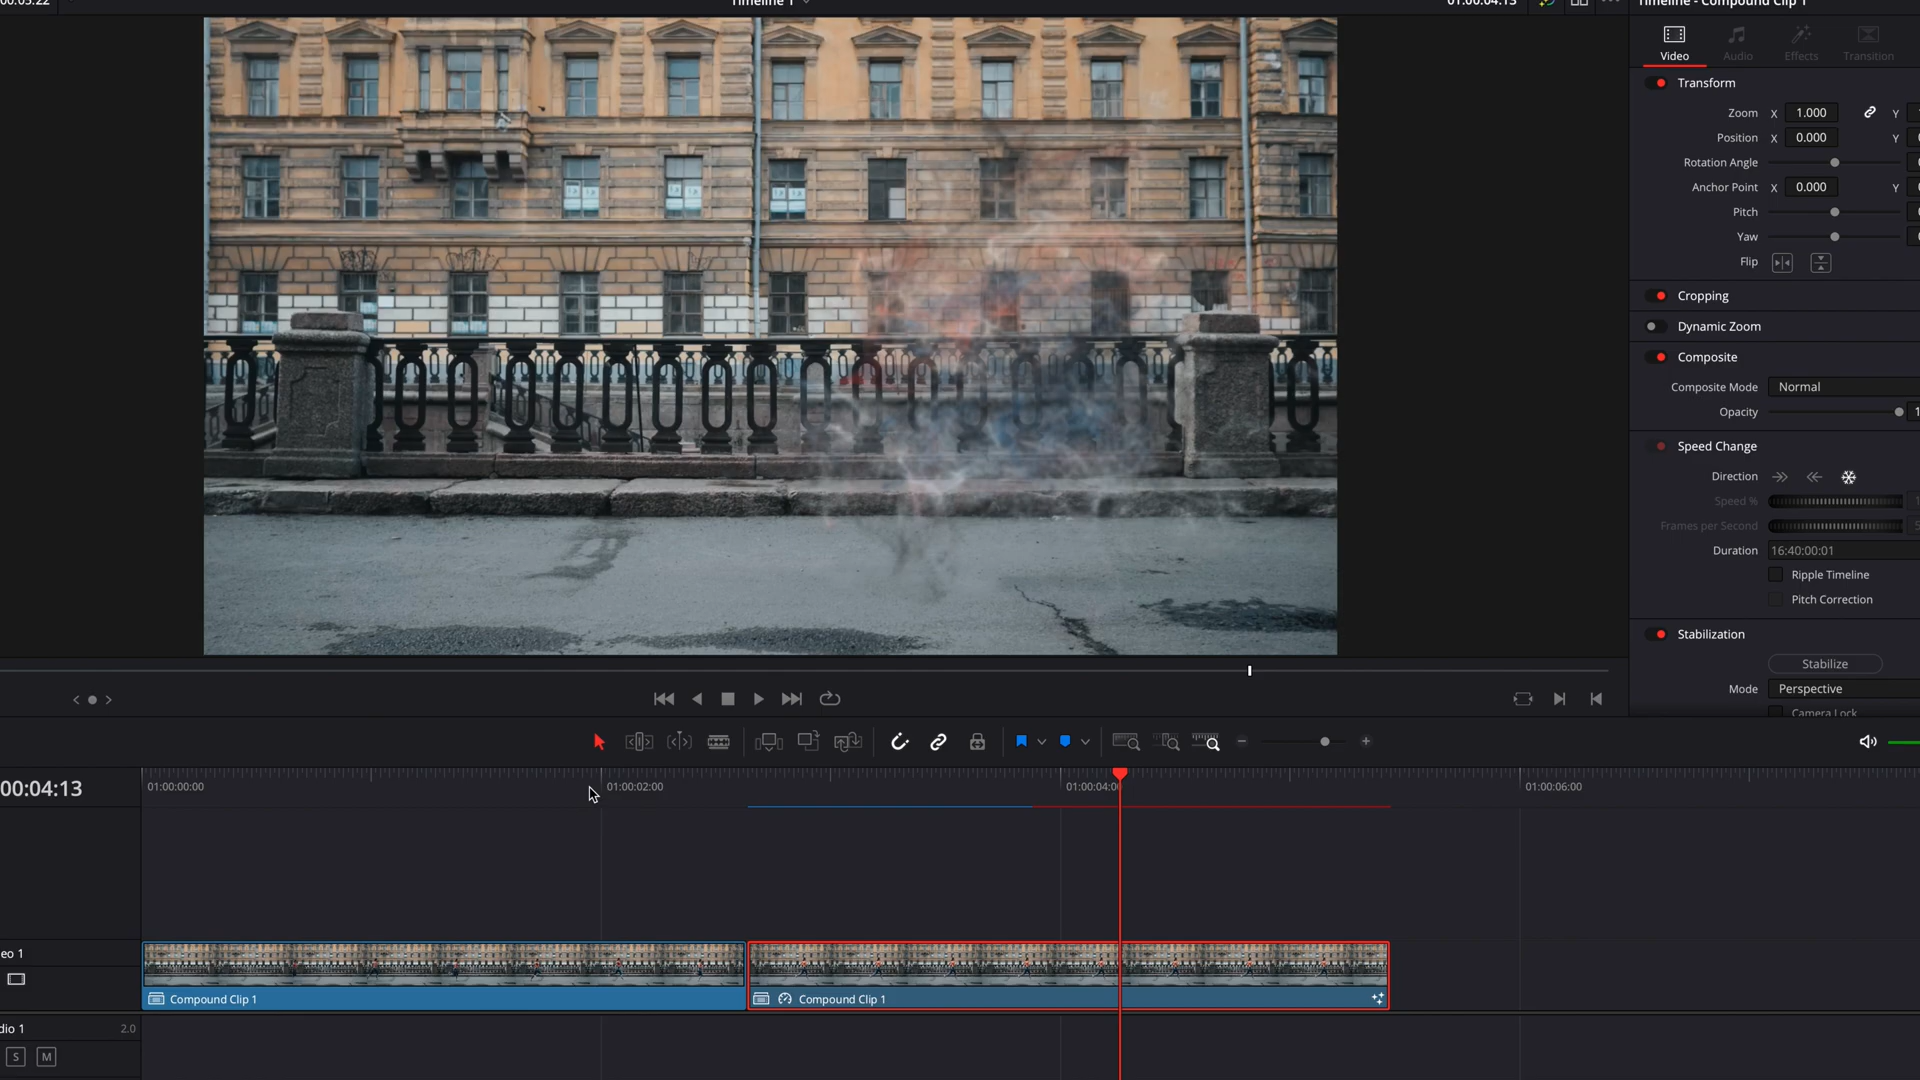 00:03:22
Timeline 1
01:00:04:13
Timeline - Compound Clip 1
Video
Audio
Effects
Transition
Transform
Zoom X 1.000 Y
Position X 0.000 Y
Rotation Angle
Anchor Point X 0.000 Y
Pitch
Yaw
Flip
Cropping
Dynamic Zoom
Composite
Composite Mode Normal
Opacity
Speed Change
Direction
Speed %
Frames per Second
Duration 16:40:00:01
Ripple Timeline
Pitch Correction
Stabilization
Stabilize
Mode Perspective
Camera Lock
00:04:13
01:00:00:00
01:00:02:00
01:00:04:00
01:00:06:00
eo 1
Compound Clip 1
Compound Clip 1
dio 1 2.0
S M